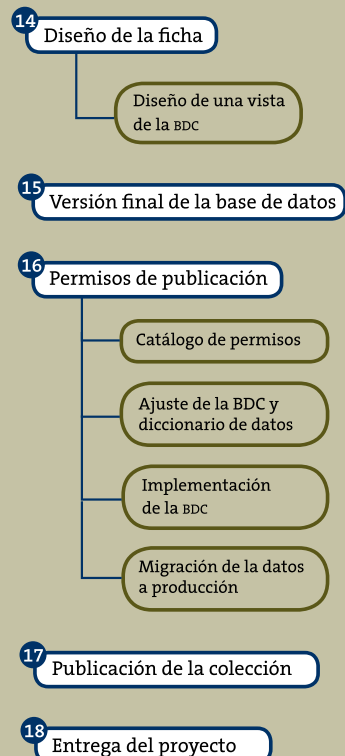 14
Diseño de la ficha
Diseño de una vista
de la BDC
15
Versión final de la base de datos
16
Permisos de publicación
Catálogo de permisos
Ajuste de la BDC y
diccionario de datos
Implementación
de la BDC
Migración de la datos
a producción
17
Publicación de la colección
18
Entrega del proyecto